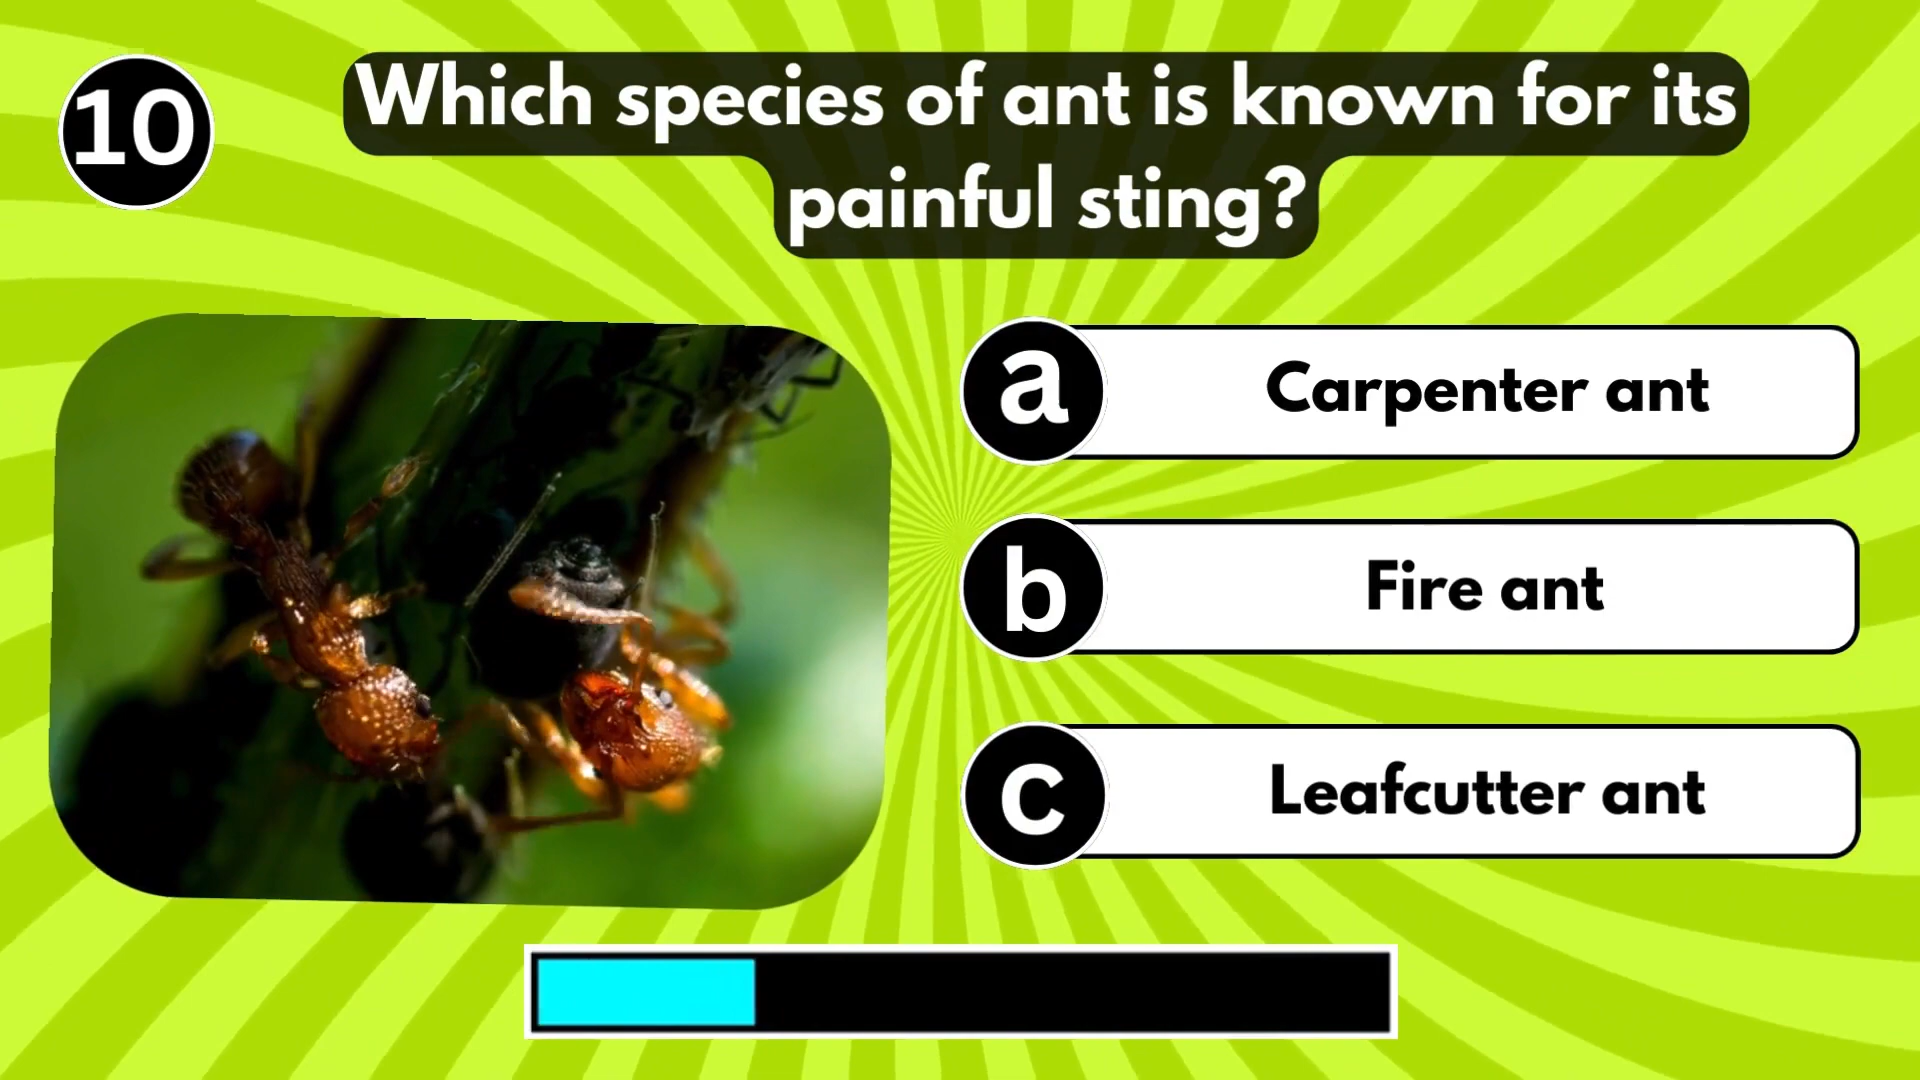 10
Which species of ant is known for its
painful sting?
a
Carpenter ant
b
Fire ant
c
Leafcutter ant